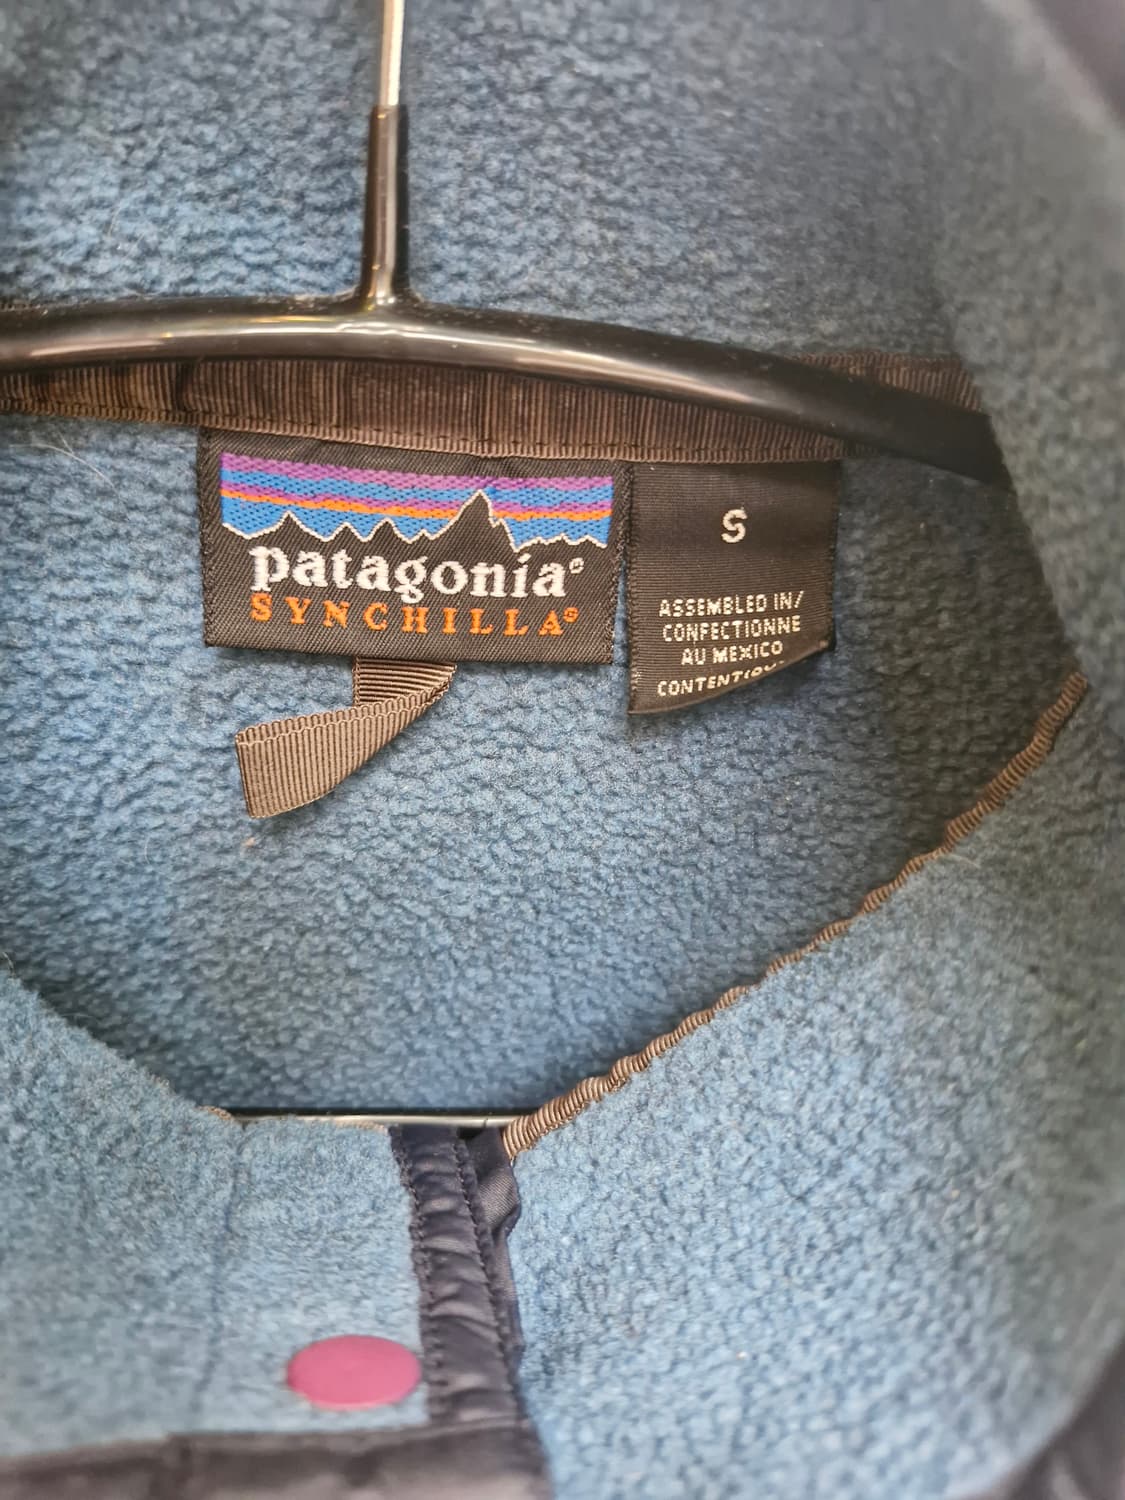 patagonia®
SYNCHILLA®
S
ASSEMBLED IN/
CONFECTIONNE
AU MEXICO